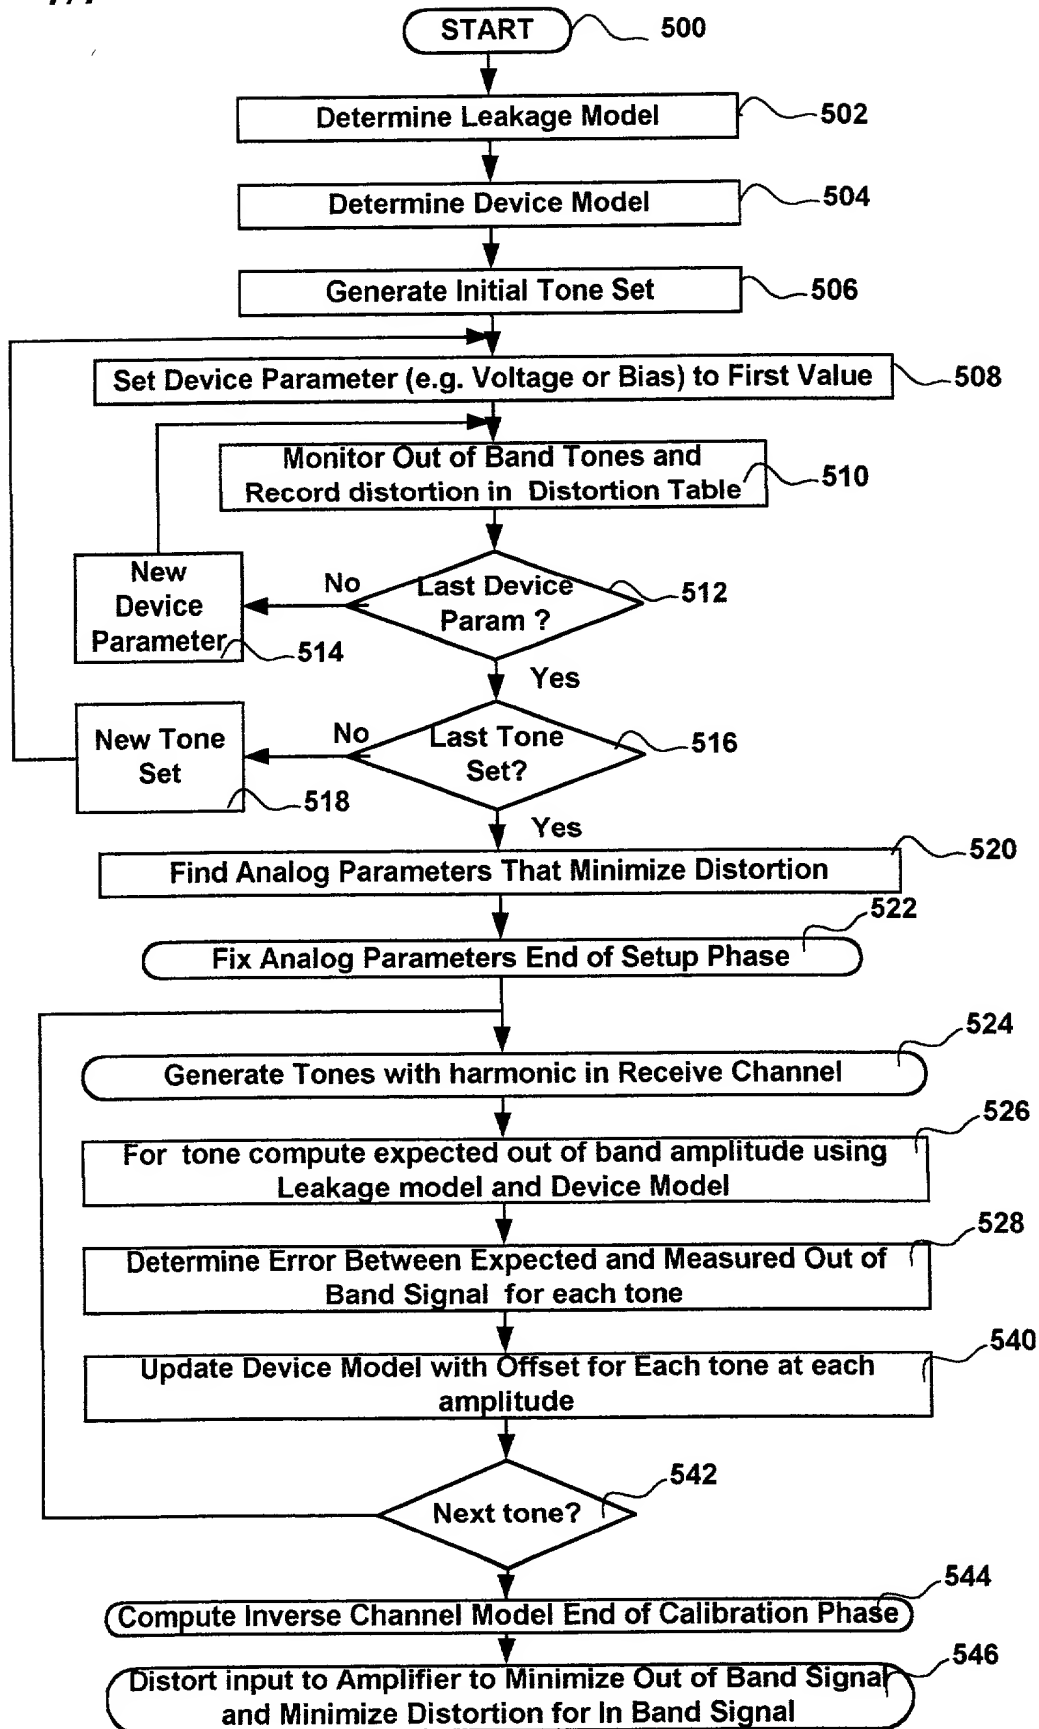 START 500
Determine Leakage Model 502
Determine Device Model 504
Generate Initial Tone Set 506
Set Device Parameter (e.g. Voltage or Bias) to First Value 508
Monitor Out of Band Tones and
Record distortion in Distortion Table 510
Last Device
Param ? 512
No
New
Device
Parameter 514
Yes
Last Tone
Set? 516
No
New Tone
Set
518
Yes
Find Analog Parameters That Minimize Distortion 520
Fix Analog Parameters End of Setup Phase 522
Generate Tones with harmonic in Receive Channel 524
For tone compute expected out of band amplitude using
Leakage model and Device Model 526
Determine Error Between Expected and Measured Out of
Band Signal for each tone 528
Update Device Model with Offset for Each tone at each
amplitude 540
Next tone? 542
Compute Inverse Channel Model End of Calibration Phase 544
Distort input to Amplifier to Minimize Out of Band Signal
and Minimize Distortion for In Band Signal 546